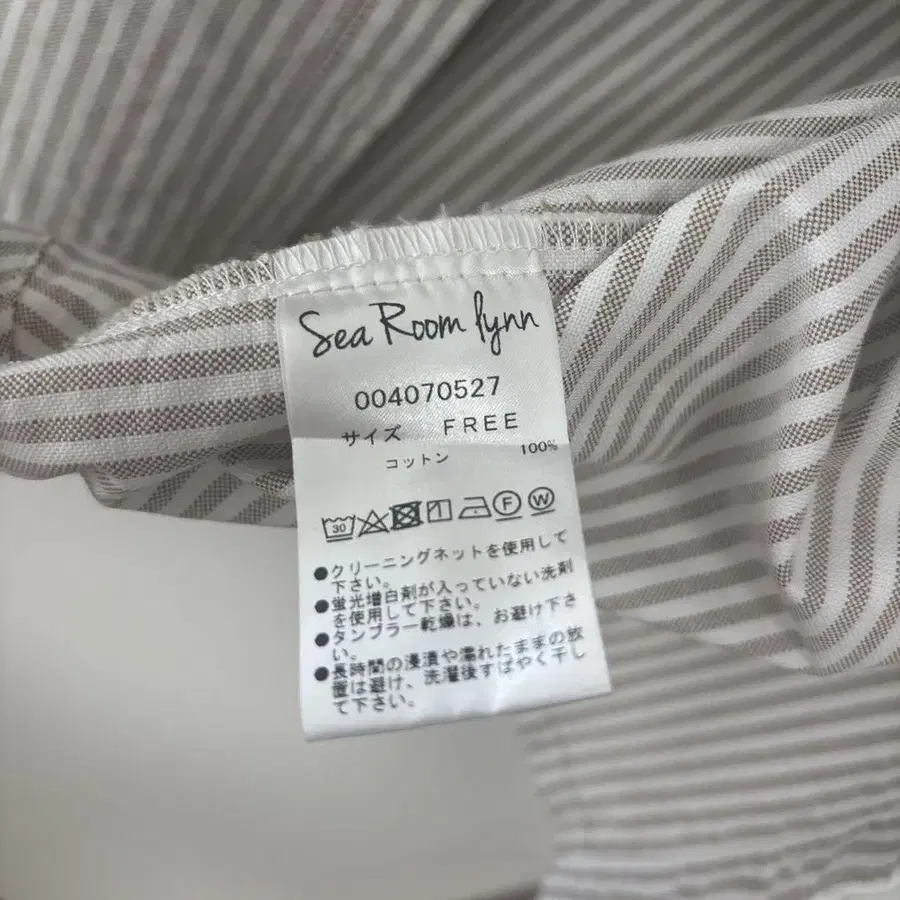 Sea Room lynn
004070527
サイズ FREE
コットン 100%
30 F W
●クリーニングネットを使用して
下さい。
●蛍光増白剤が入っていない洗剤
を使用して下さい。
●タンブラー乾燥は、お避け下さ
い。
●長時間の浸漬や濡れたままの放
置は避け、洗濯後すばやく干し
て下さい。